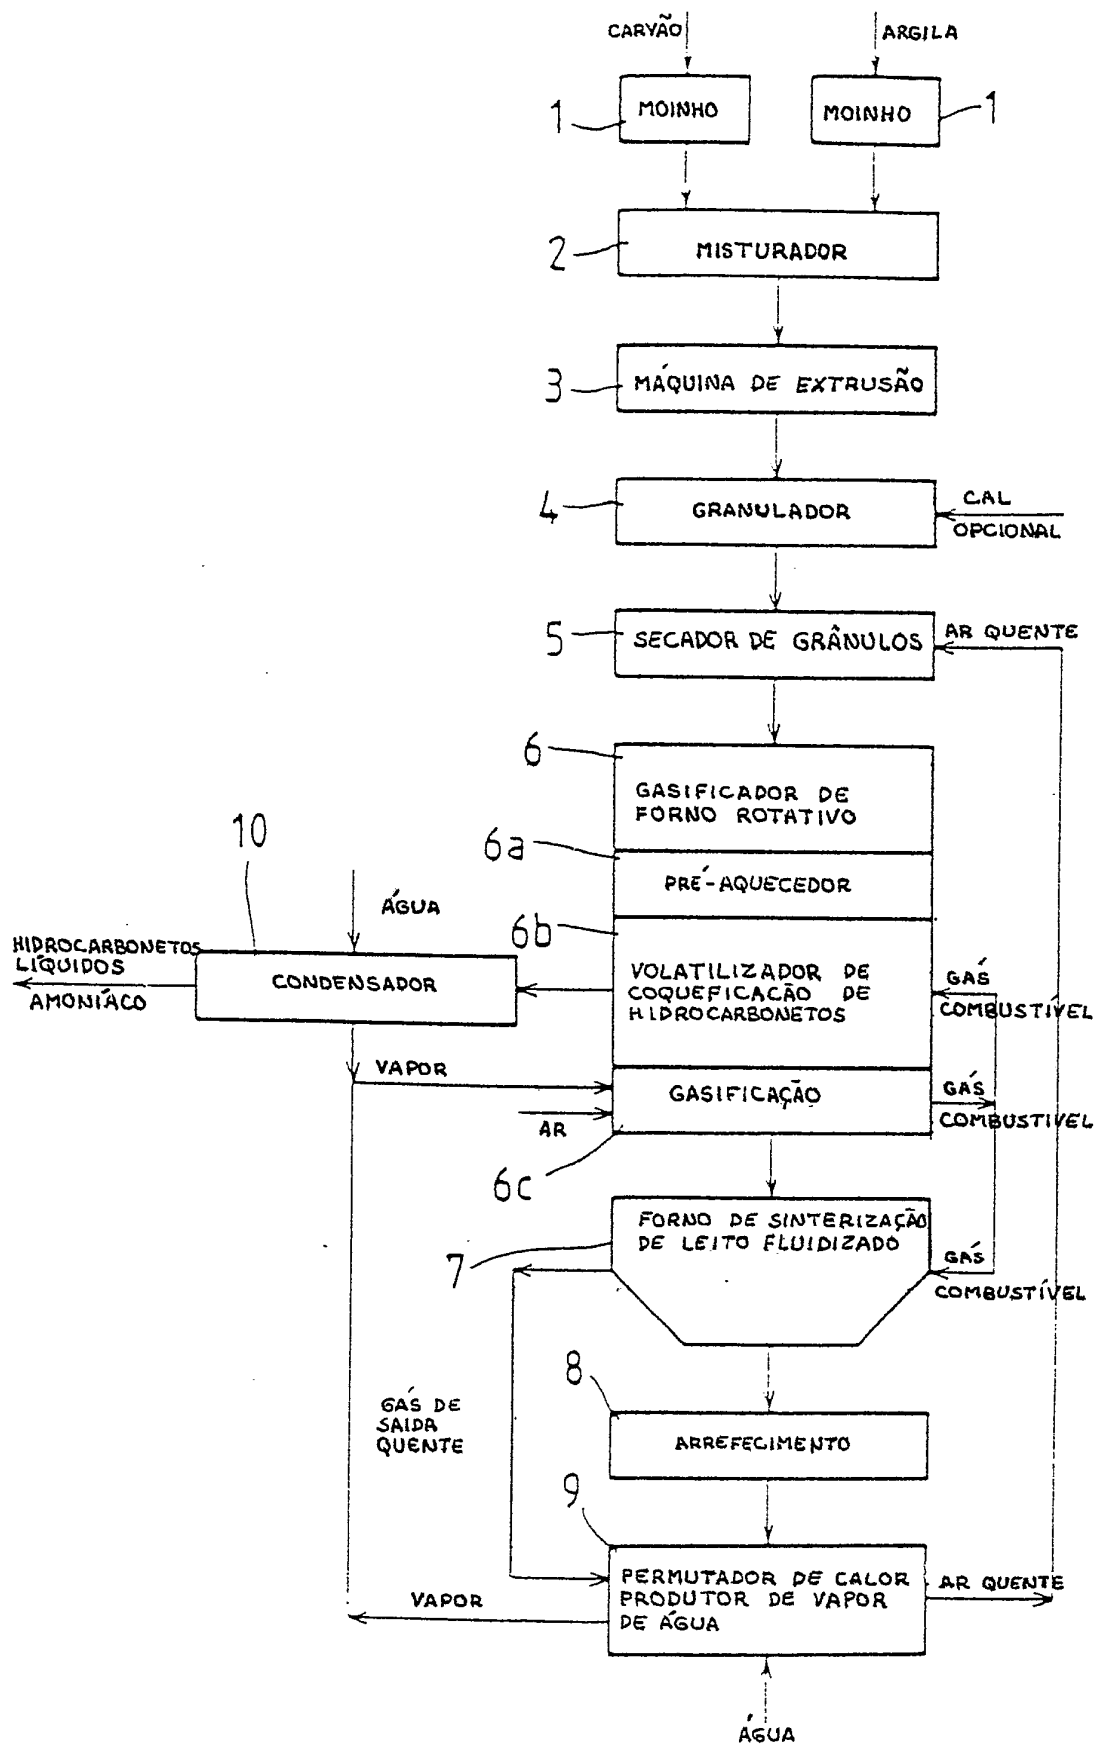 CARVÃO
ARGILA
1
MOINHO
MOINHO
1
2
MISTURADOR
3
MÁQUINA DE EXTRUSÃO
4
GRANULADOR
CAL
OPCIONAL
5
SECADOR DE GRÂNULOS
AR QUENTE
6
GASIFICADOR DE
FORNO ROTATIVO
10
6a
PRÉ-AQUECEDOR
ÁGUA
6b
HIDROCARBONETOS
LÍQUIDOS
AMONÍACO
CONDENSADOR
VOLATILIZADOR DE
COQUEFICACÃO DE
HIDROCARBONETOS
GÁS
COMBUSTÍVEL
VAPOR
GASIFICAÇÃO
GÁS
COMBUSTIVEL
AR
6c
FORNO DE SINTERIZAÇÃO
DE LEITO FLUIDIZADO
7
GÁS
COMBUSTÍVEL
8
GÁS DE
SAIDA
QUENTE
ARREFECIMENTO
9
PERMUTADOR DE CALOR
PRODUTOR DE VAPOR
DE ÁGUA
AR QUENTE
VAPOR
ÁGUA